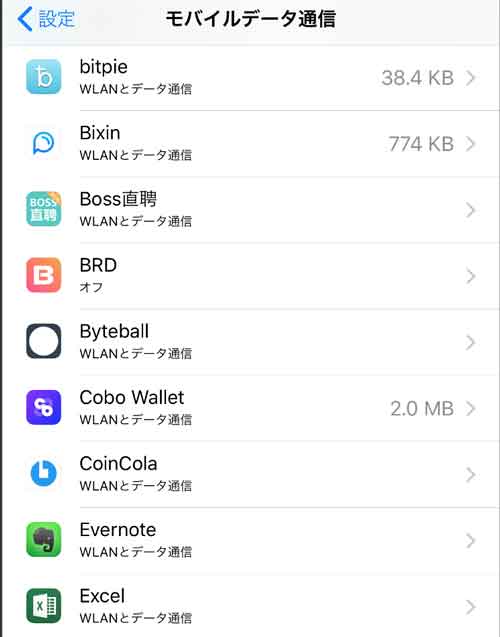 設定
モバイルデータ通信
bitpie
WLANとデータ通信
38.4 KB
Bixin
WLANとデータ通信
774 KB
BOSS
直聘
Boss直聘
WLANとデータ通信
BRD
オフ
Byteball
WLANとデータ通信
Cobo Wallet
WLANとデータ通信
2.0 MB
CoinCola
WLANとデータ通信
Evernote
WLANとデータ通信
Excel
WLANとデータ通信